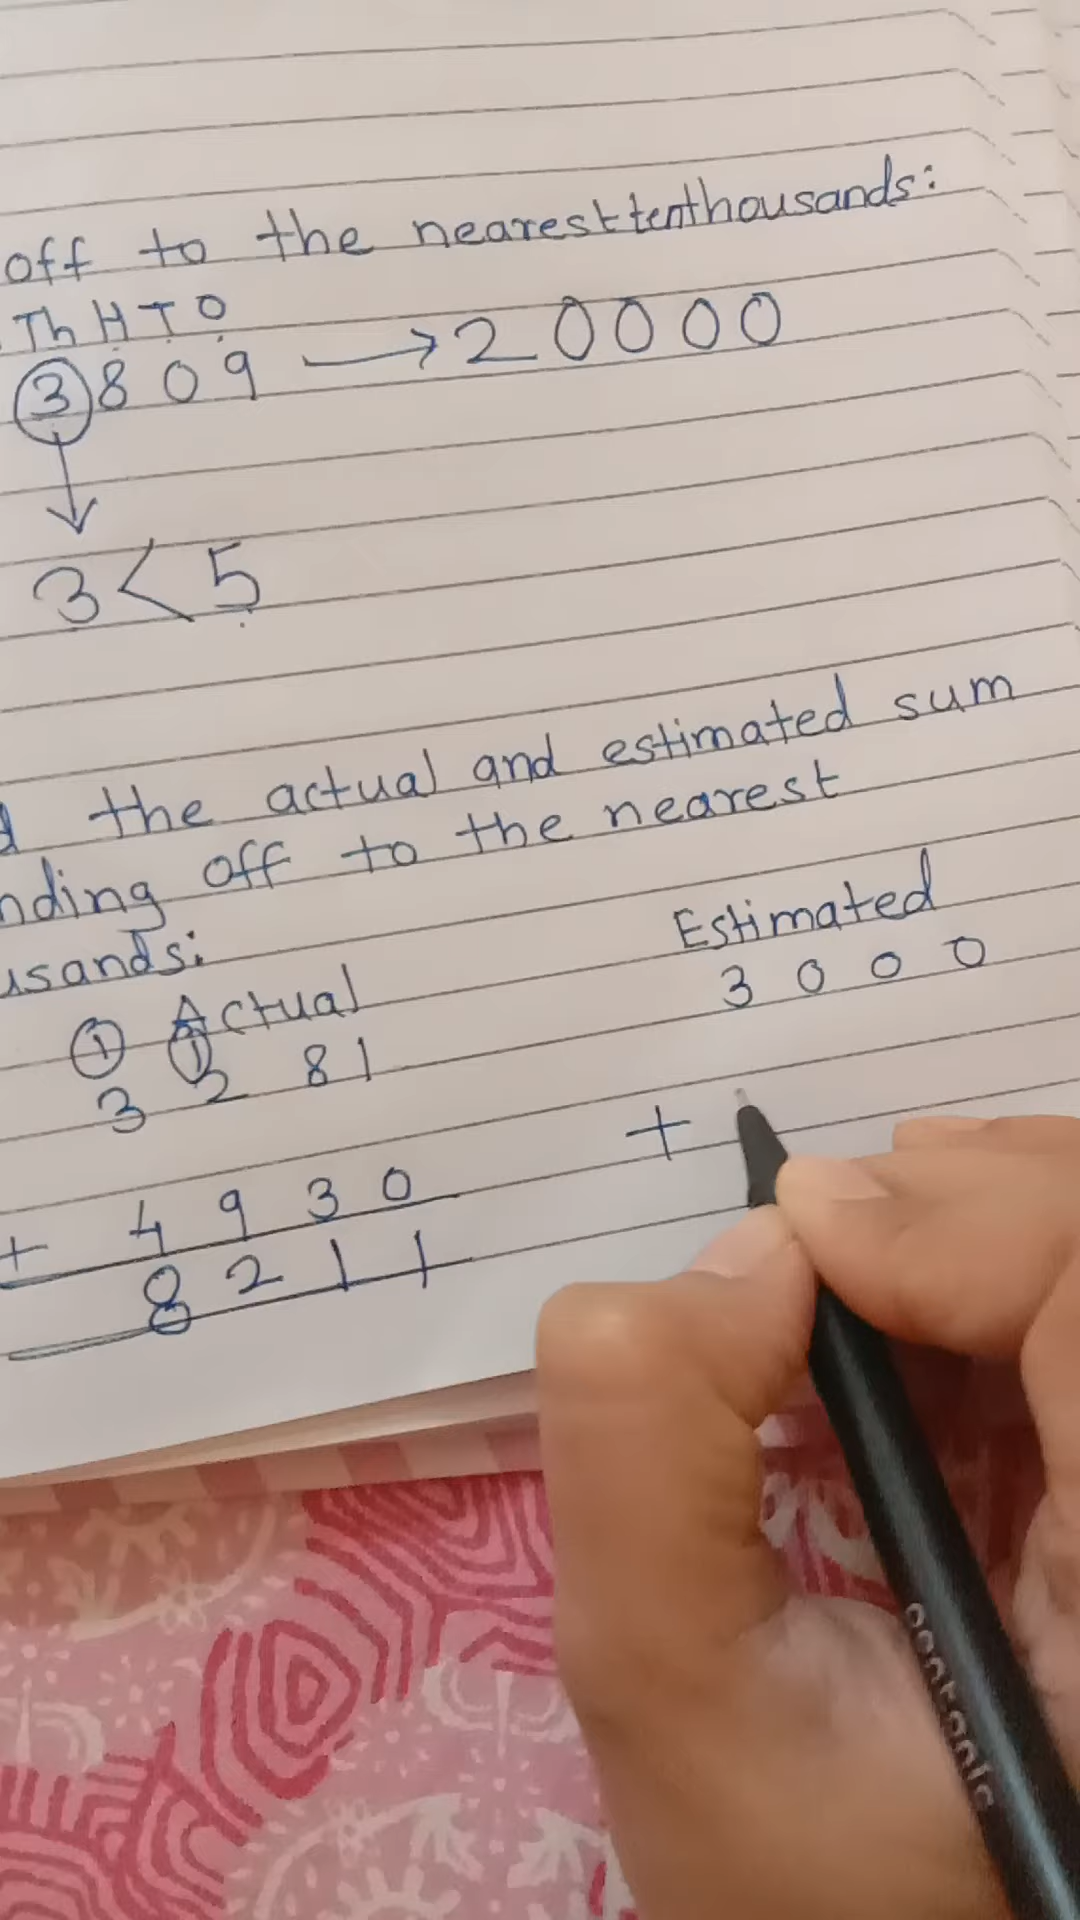 off to the nearest tenthousands:
Th H T O
3 8 0 9 → 2 0 0 0 0
3 < 5
the actual and estimated sum
nding off to the nearest
usands:
Estimated
① Actual
3 0 0 0
①
3 2 8 1
+
+ 4 9 3 0
8 2 1 1